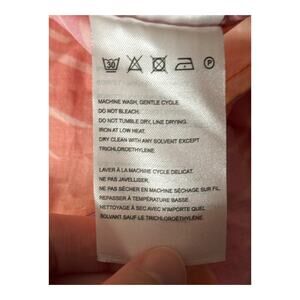 30 P
MACHINE WASH, GENTLE CYCLE.
DO NOT BLEACH.
DO NOT TUMBLE DRY, LINE DRYING.
IRON AT LOW HEAT.
DRY CLEAN WITH ANY SOLVENT EXCEPT
TRICHLOROETHYLENE
LAVER À LA MACHINE CYCLE DELICAT.
NE PAS JAVELLISER.
NE PAS SÉCHER EN MACHINE SÉCHAGE SUR FIL.
REPASSER À TEMPÉRATURE BASSE.
NETTOYAGE À SEC AVEC N'IMPORTE QUEL
SOLVANT SAUF LE TRICHLOROÉTHYLÈNE.